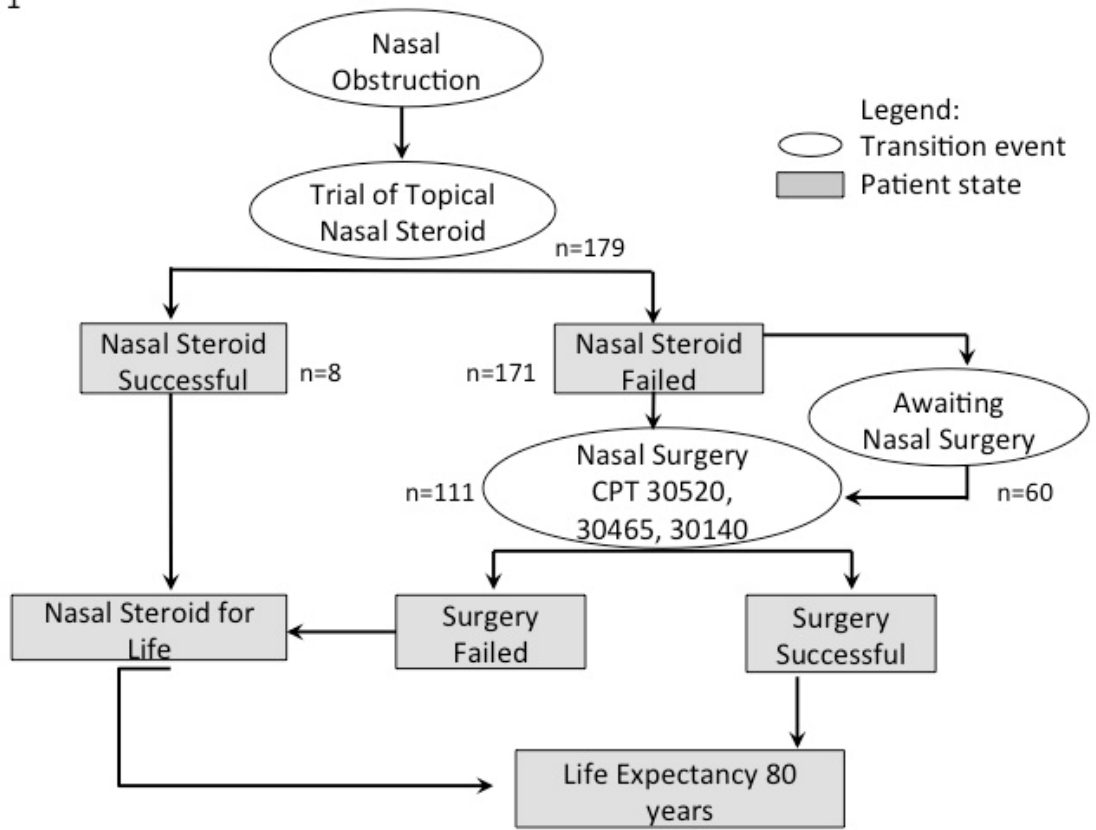 1
Nasal
Obstruction
Legend:
Transition event
Patient state
Trial of Topical
Nasal Steroid
n=179
Nasal Steroid
Successful
n=8
n=171
Nasal Steroid
Failed
Awaiting
Nasal Surgery
n=60
n=111
Nasal Surgery
CPT 30520,
30465, 30140
Nasal Steroid for
Life
Surgery
Failed
Surgery
Successful
Life Expectancy 80
years